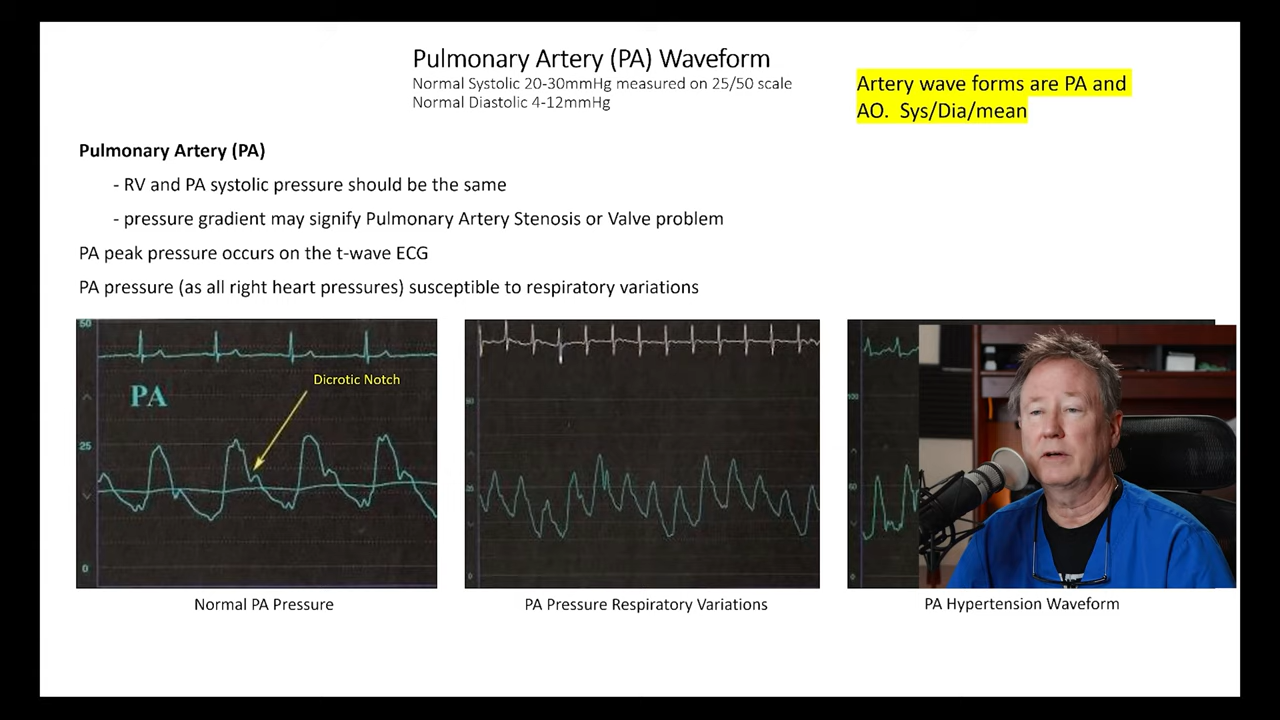 Pulmonary Artery (PA) Waveform
Normal Systolic 20-30mmHg measured on 25/50 scale
Normal Diastolic 4-12mmHg
Artery wave forms are PA and
AO. Sys/Dia/mean
Pulmonary Artery (PA)
- RV and PA systolic pressure should be the same
- pressure gradient may signify Pulmonary Artery Stenosis or Valve problem
PA peak pressure occurs on the t-wave ECG
PA pressure (as all right heart pressures) susceptible to respiratory variations
50
PA
Dicrotic Notch
25
0
Normal PA Pressure
PA Pressure Respiratory Variations
100
0
PA Hypertension Waveform